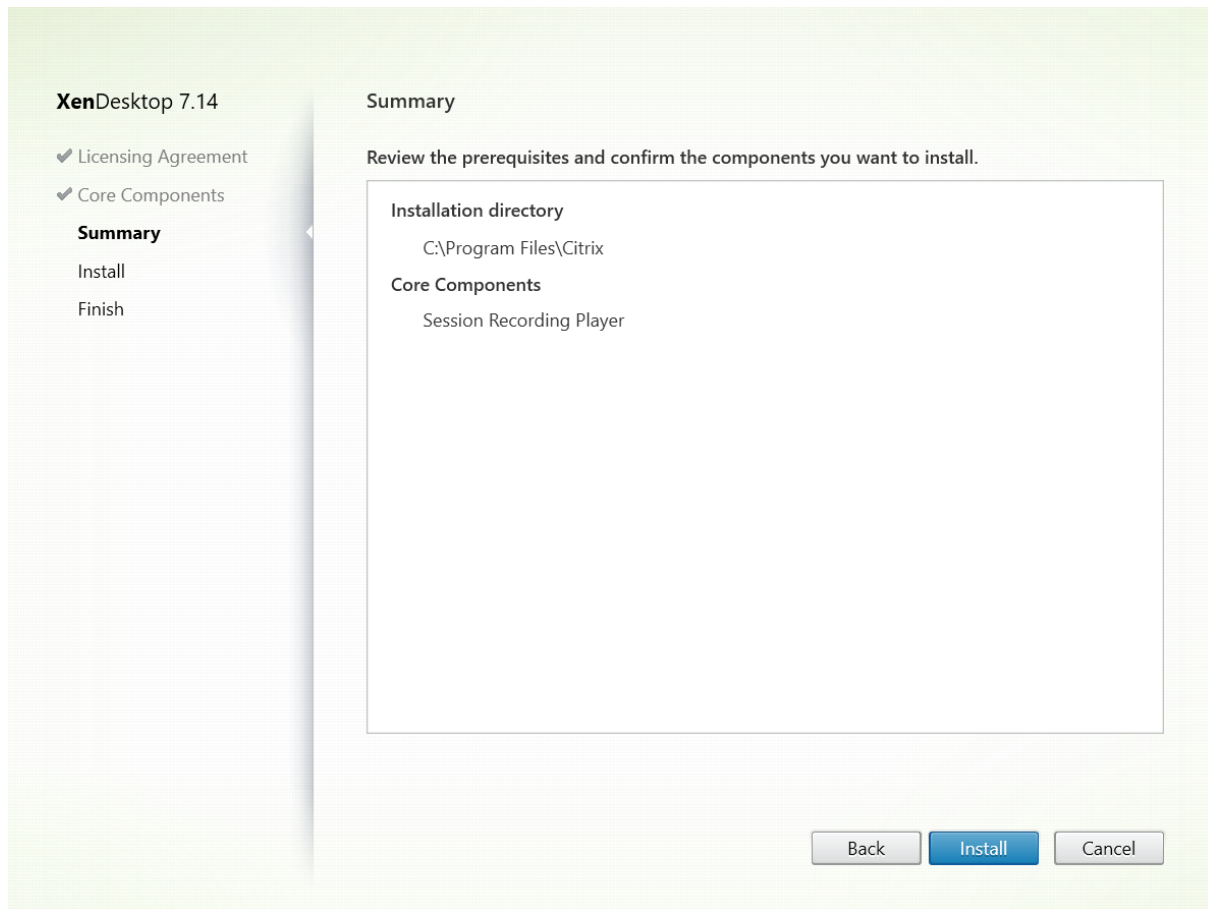 XenDesktop 7.14
Licensing Agreement
Core Components
Summary
Install
Finish
Summary
Review the prerequisites and confirm the components you want to install.
Installation directory
C:\Program Files\Citrix
Core Components
Session Recording Player
Back
Install
Cancel